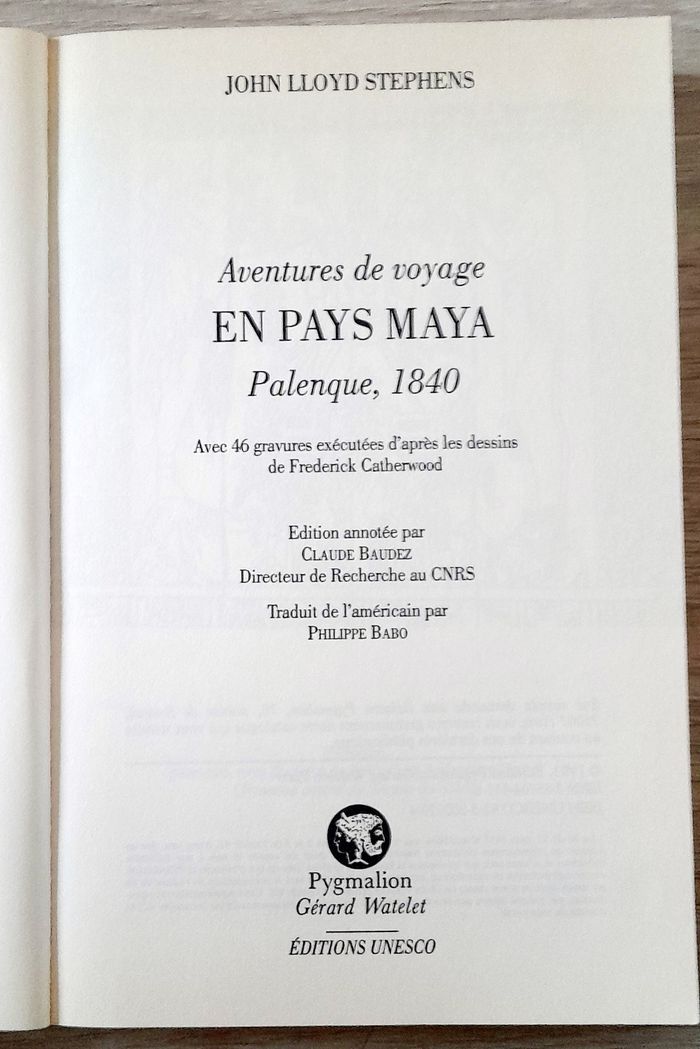 JOHN LLOYD STEPHENS
Aventures de voyage
EN PAYS MAYA
Palenque, 1840
Avec 46 gravures exécutées d'après les dessins
de Frederick Catherwood
Edition annotée par
CLAUDE BAUDEZ
Directeur de Recherche au CNRS
Traduit de l'américain par
PHILIPPE BABO
Pygmalion
Gérard Watelet
ÉDITIONS UNESCO